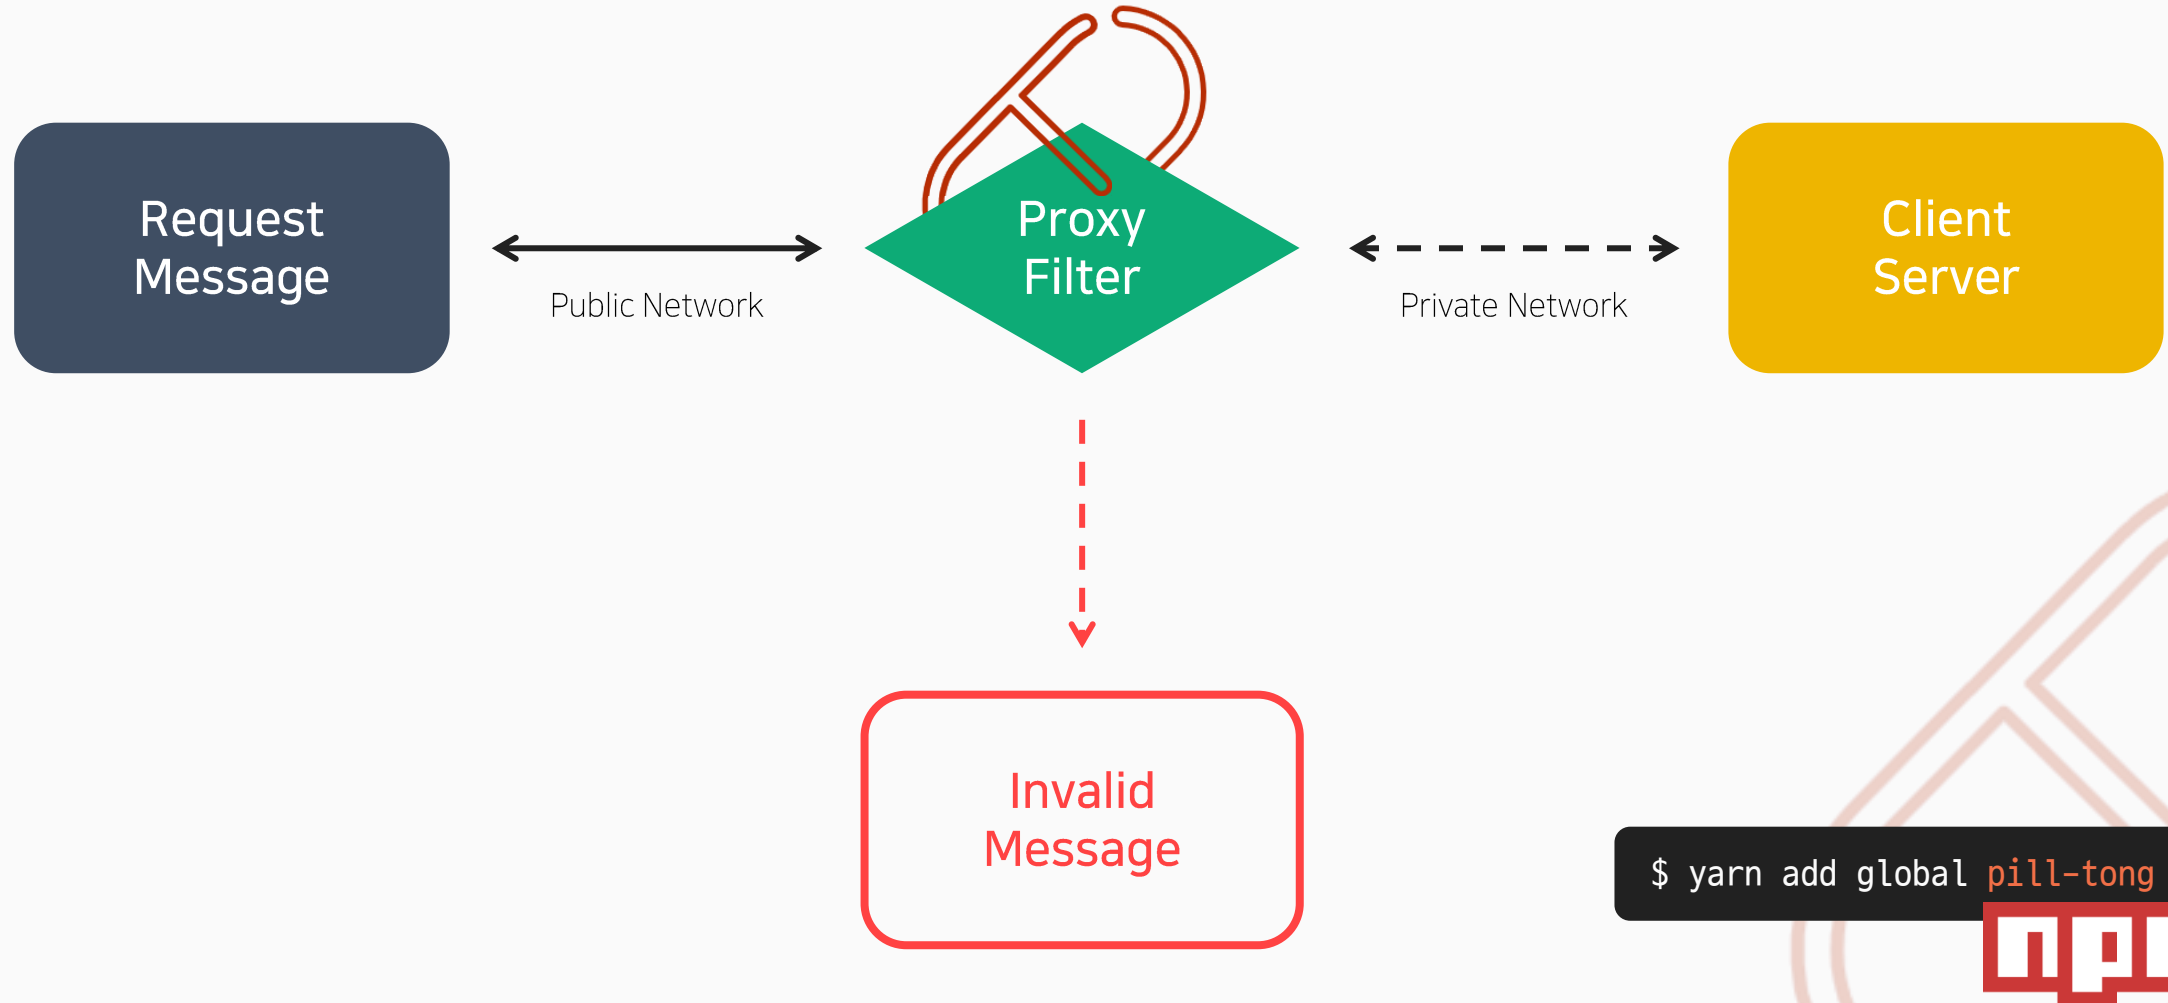 Request
Message
Public Network
Proxy
Filter
Private Network
Client
Server
Invalid
Message
$ yarn add global pill-tong